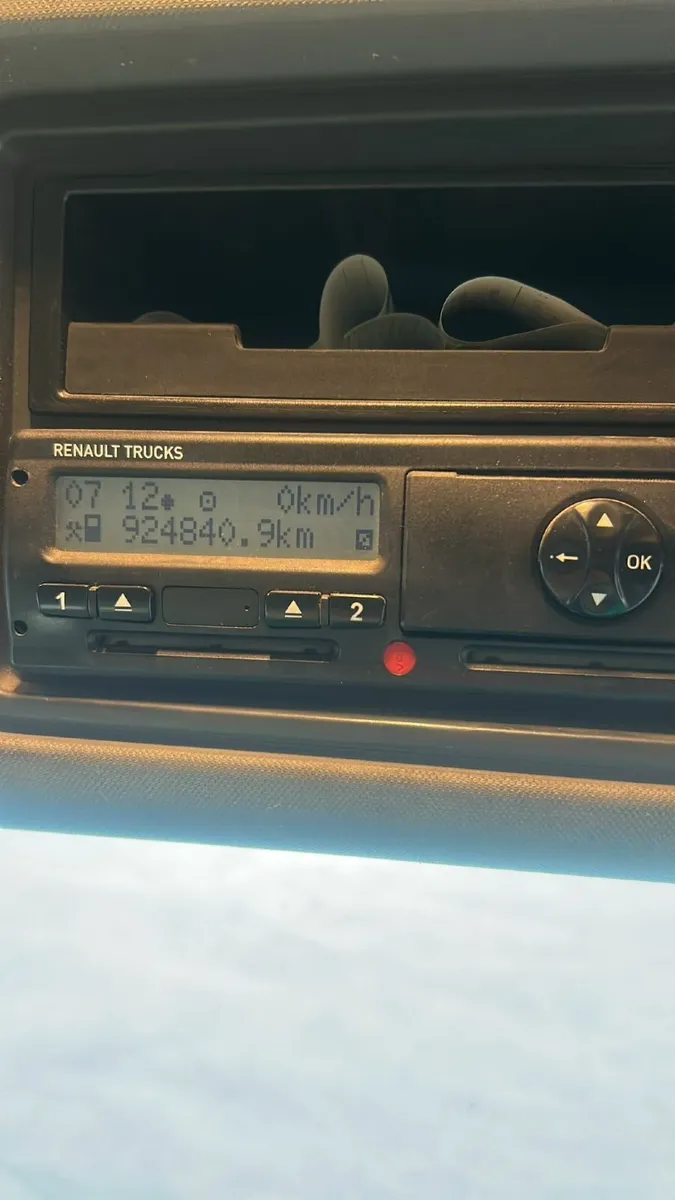 RENAULT TRUCKS
07 12 0km/h
924840.9km
1 2
OK